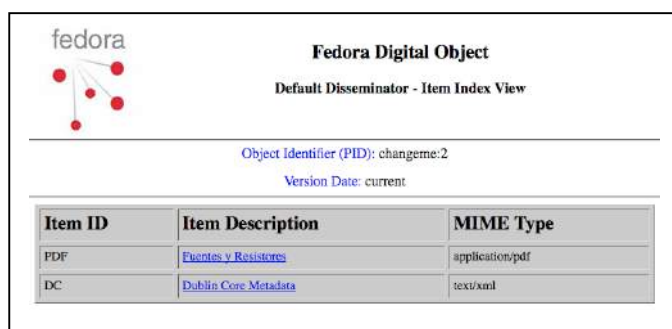 fedora
Fedora Digital Object
Default Disseminator - Item Index View
Object Identifier (PID): changeme:2
Version Date: current
Item ID Item Description MIME Type
PDF Fuentes y Resistores application/pdf
DC Dublin Core Metadata text/xml